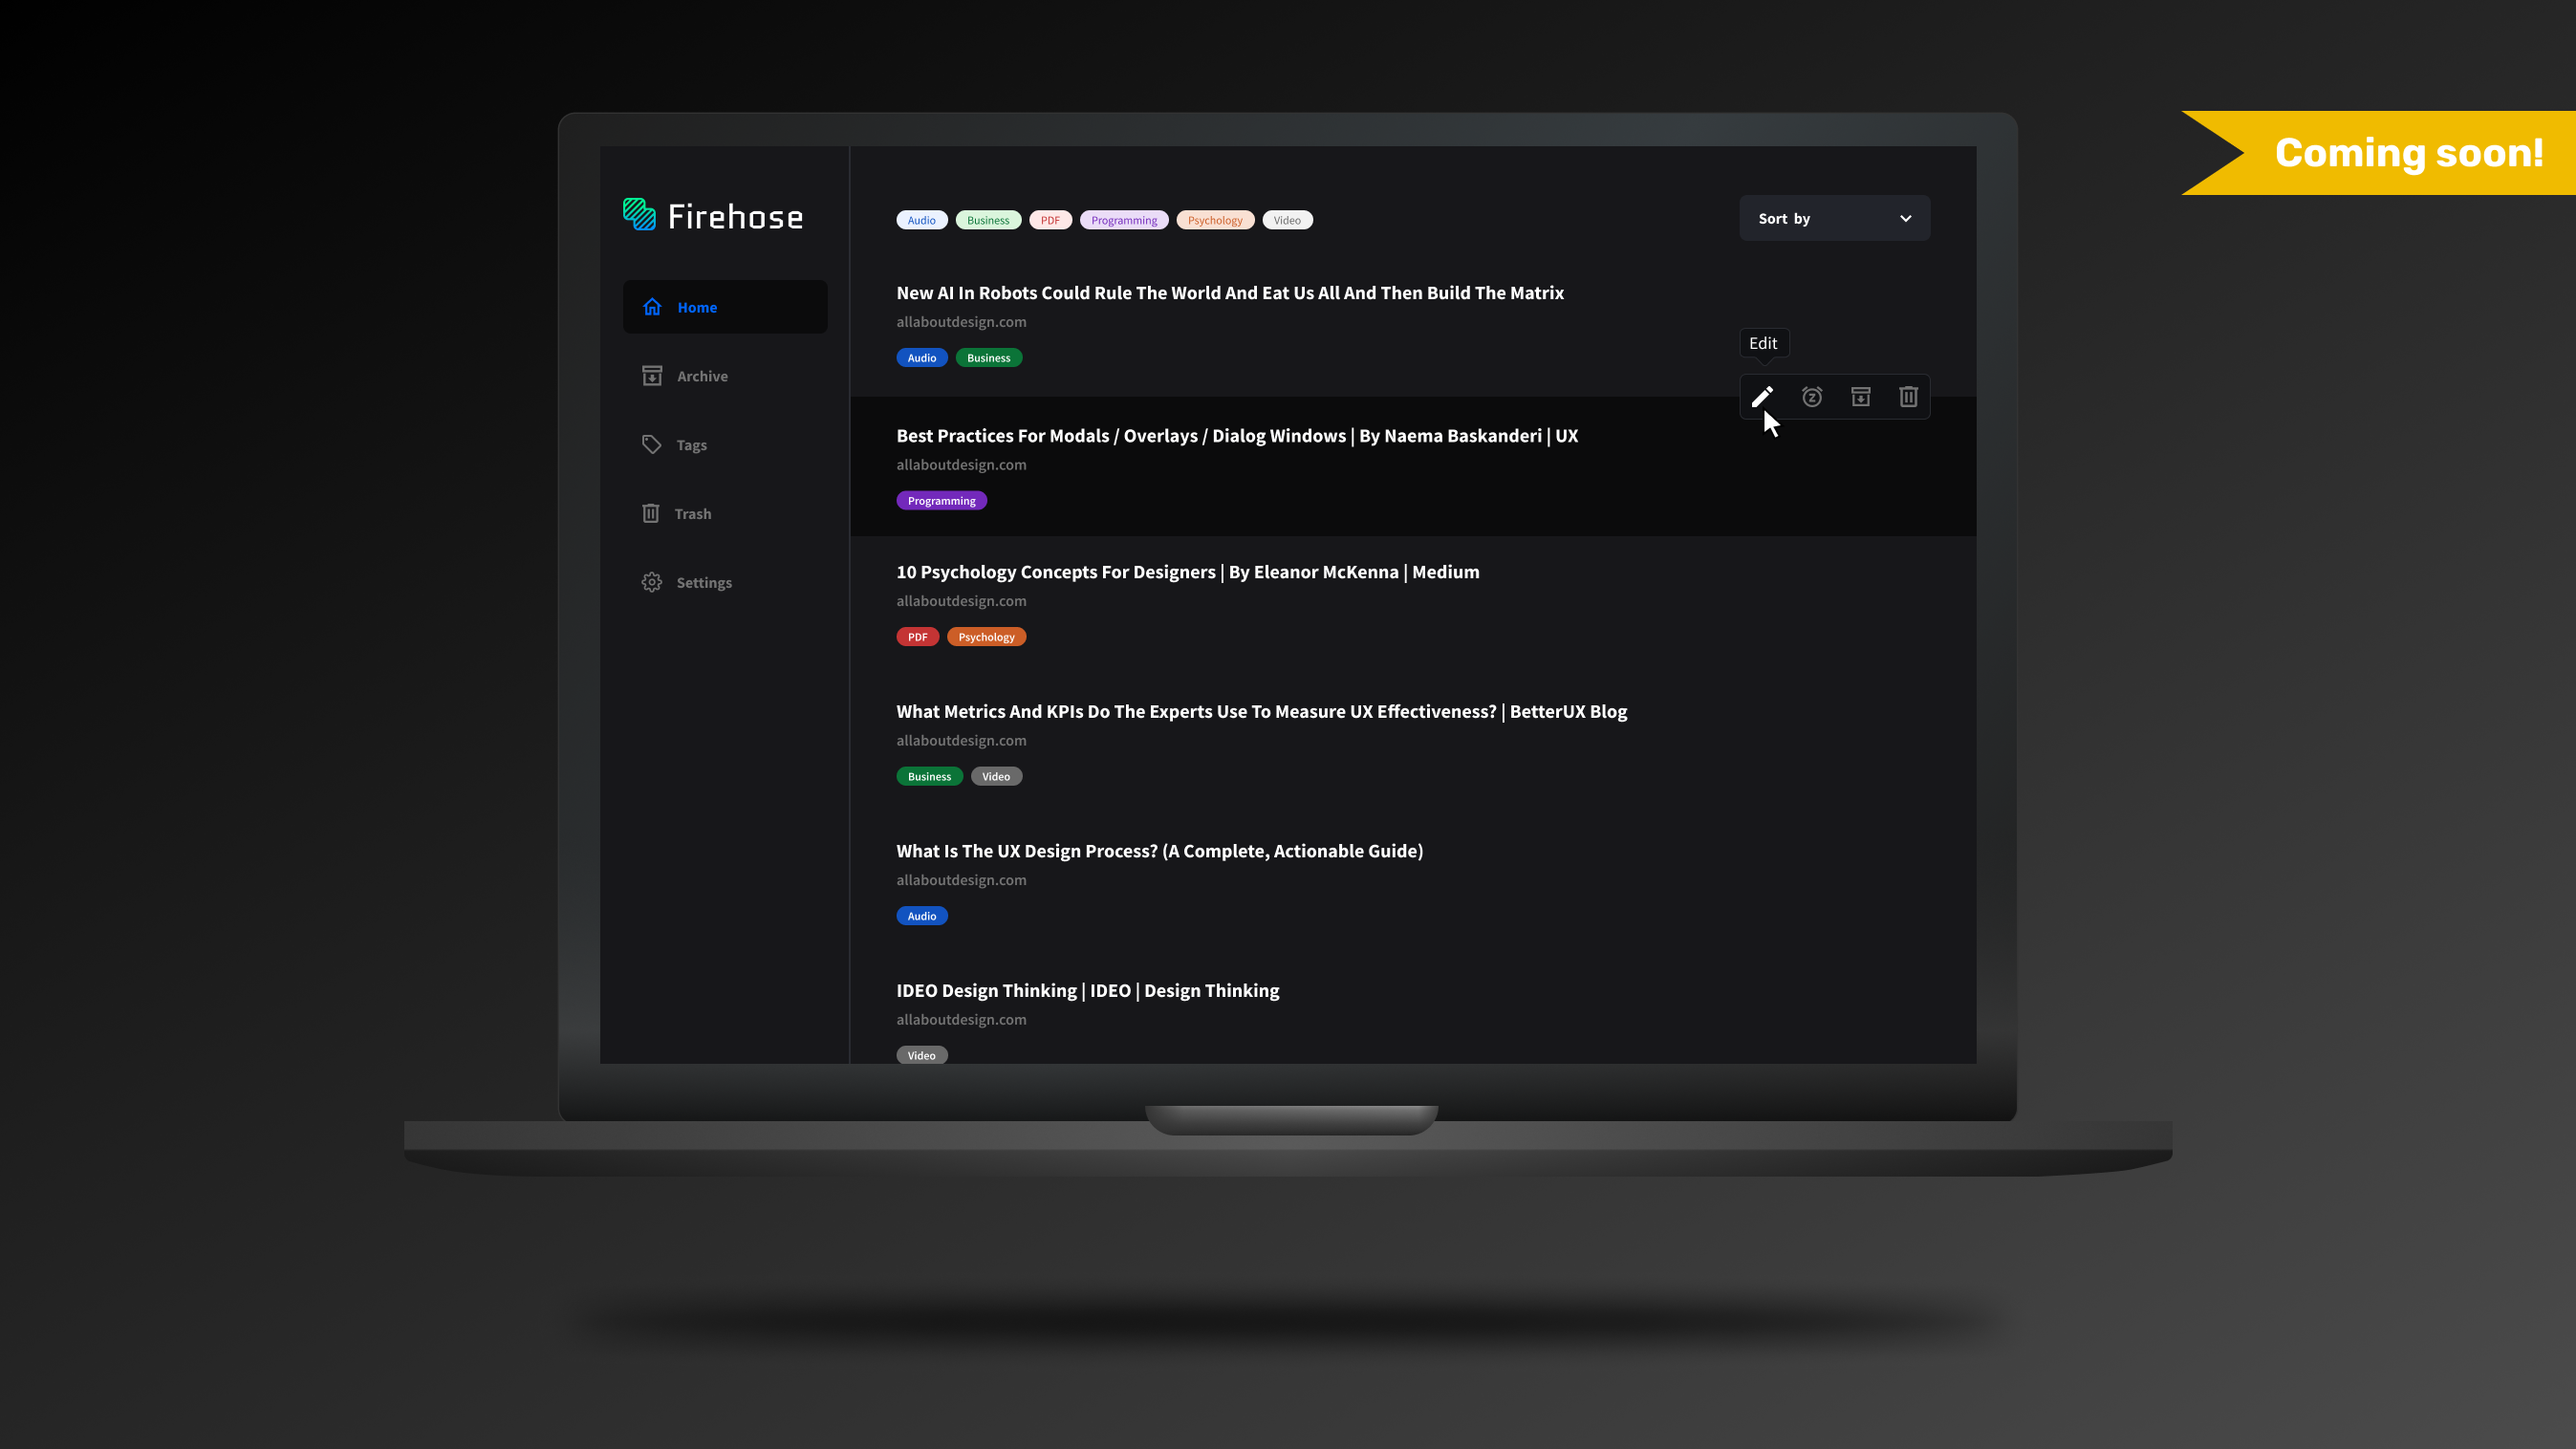 Coming soon!
Firehose
Home
Archive
Tags
Trash
Settings
Audio Business PDF Programming Psychology Video
Sort by
New AI In Robots Could Rule The World And Eat Us All And Then Build The Matrix
allaboutdesign.com
Audio Business
Edit
Best Practices For Modals / Overlays / Dialog Windows | By Naema Baskanderi | UX
allaboutdesign.com
Programming
10 Psychology Concepts For Designers | By Eleanor McKenna | Medium
allaboutdesign.com
PDF Psychology
What Metrics And KPIs Do The Experts Use To Measure UX Effectiveness? | BetterUX Blog
allaboutdesign.com
Business Video
What Is The UX Design Process? (A Complete, Actionable Guide)
allaboutdesign.com
Audio
IDEO Design Thinking | IDEO | Design Thinking
allaboutdesign.com
Video